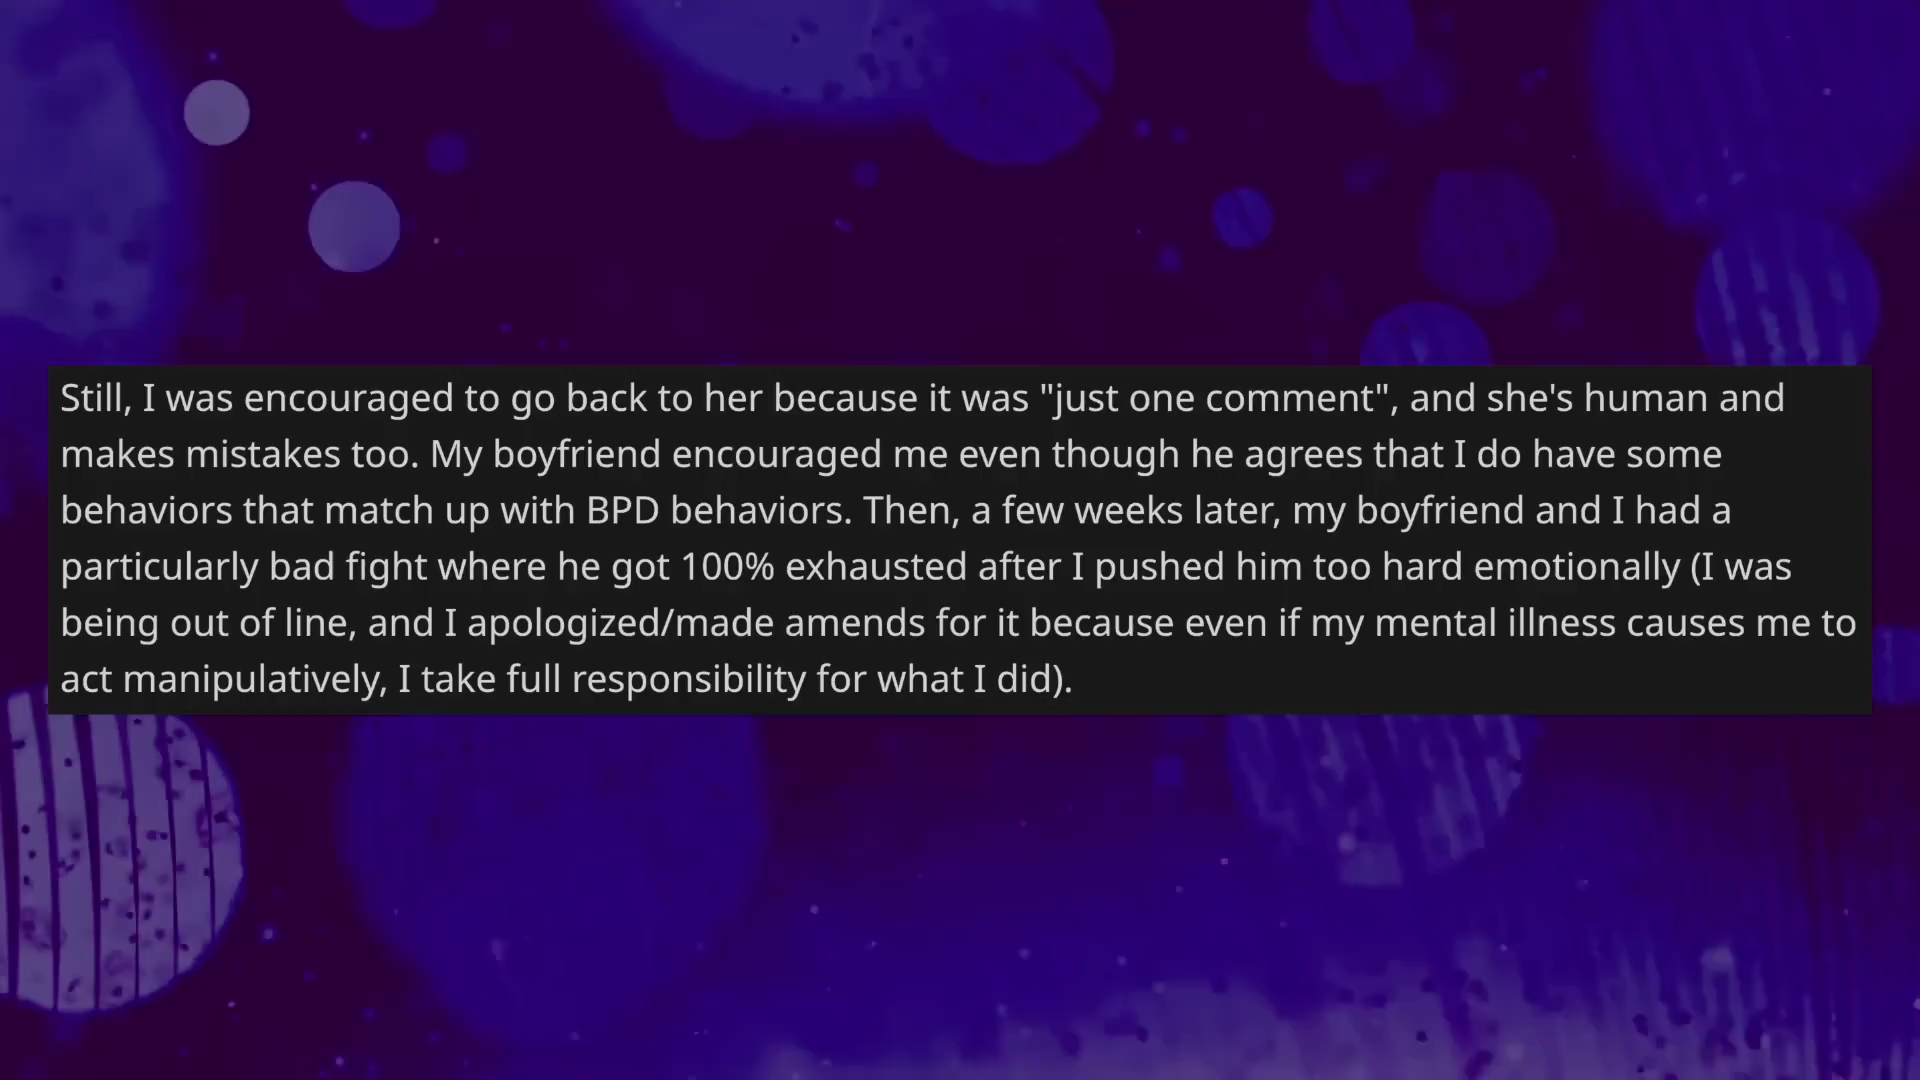 Still, I was encouraged to go back to her because it was "just one comment", and she's human and
makes mistakes too. My boyfriend encouraged me even though he agrees that I do have some
behaviors that match up with BPD behaviors. Then, a few weeks later, my boyfriend and I had a
particularly bad fight where he got 100% exhausted after I pushed him too hard emotionally (I was
being out of line, and I apologized/made amends for it because even if my mental illness causes me to
act manipulatively, I take full responsibility for what I did).